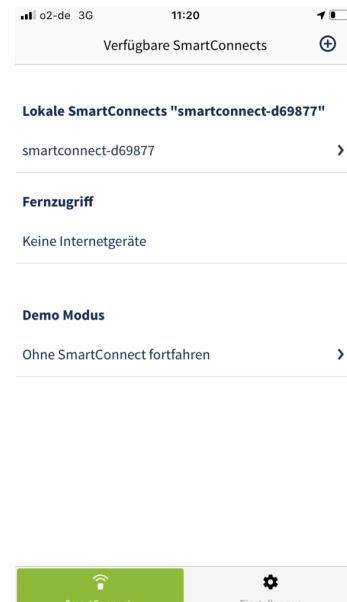 o2-de 3G 11:20
Verfügbare SmartConnects
Lokale SmartConnects "smartconnect-d69877"
smartconnect-d69877
Fernzugriff
Keine Internetgeräte
Demo Modus
Ohne SmartConnect fortfahren